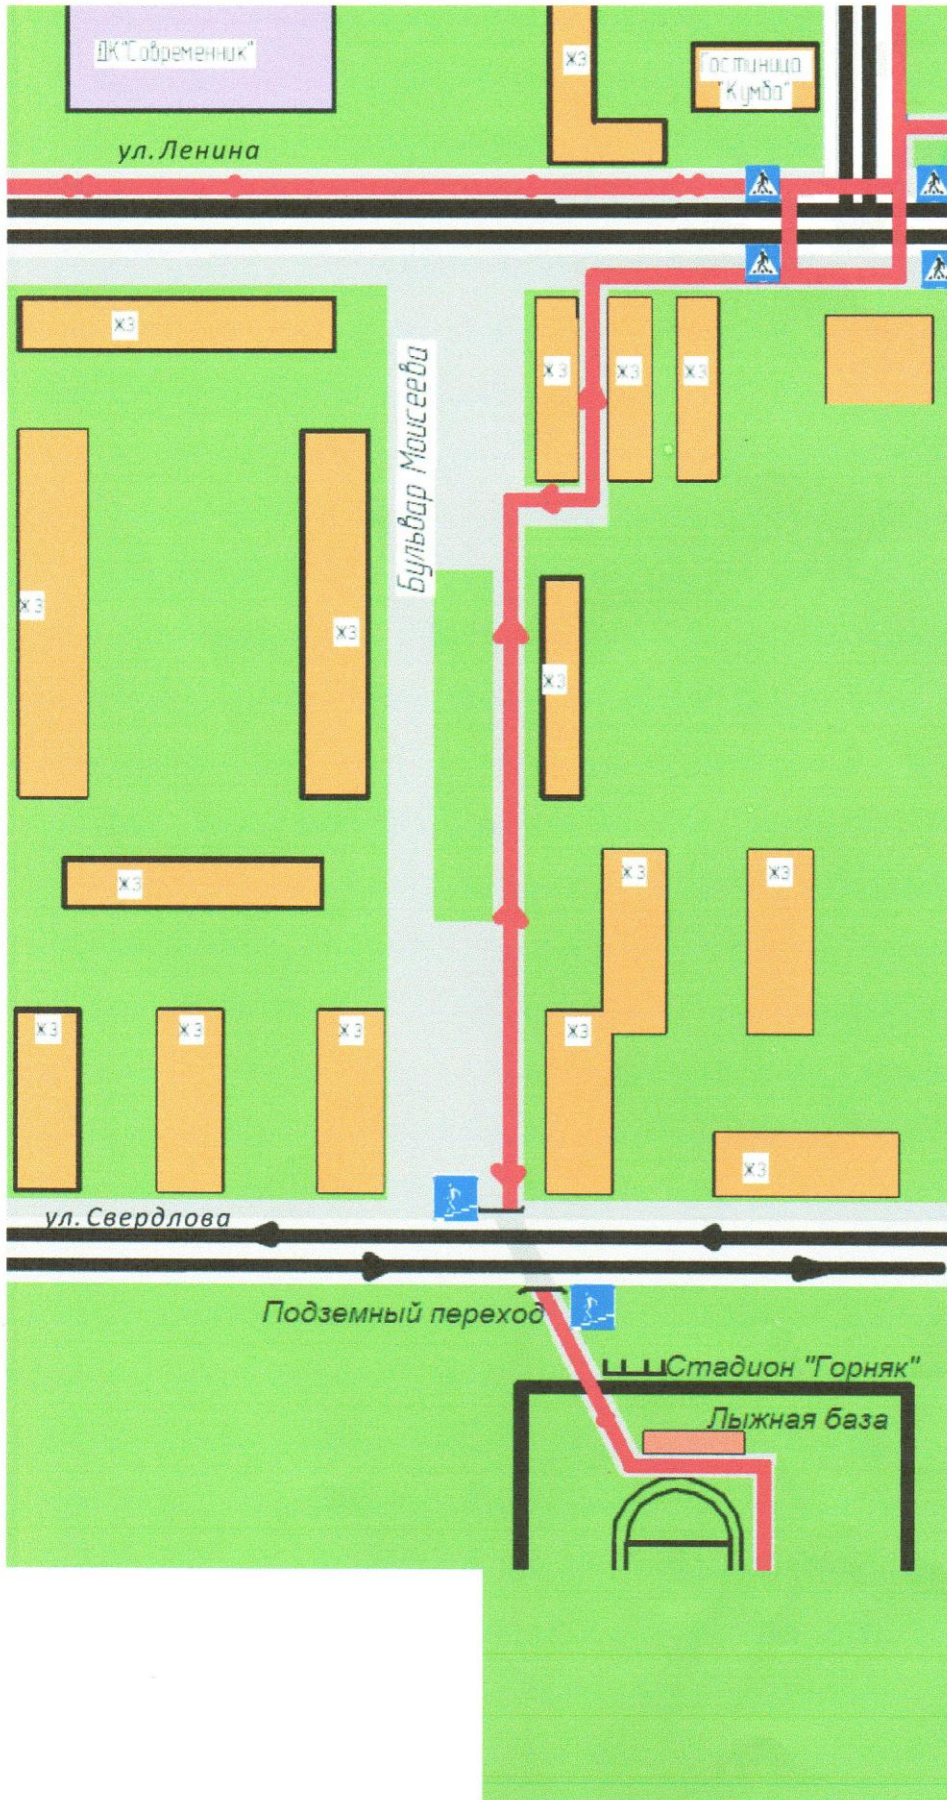 ДК"Современник"
жз
Гостиница
"Кумба"
ул.Ленина
жз
жз
жз
жз
Бульвар Моисеева
жз
жз
жз
жз
жз
жз
жз
жз
жз
жз
жз
ул.Свердлова
Подземный переход
Стадион "Горняк"
Лыжная база